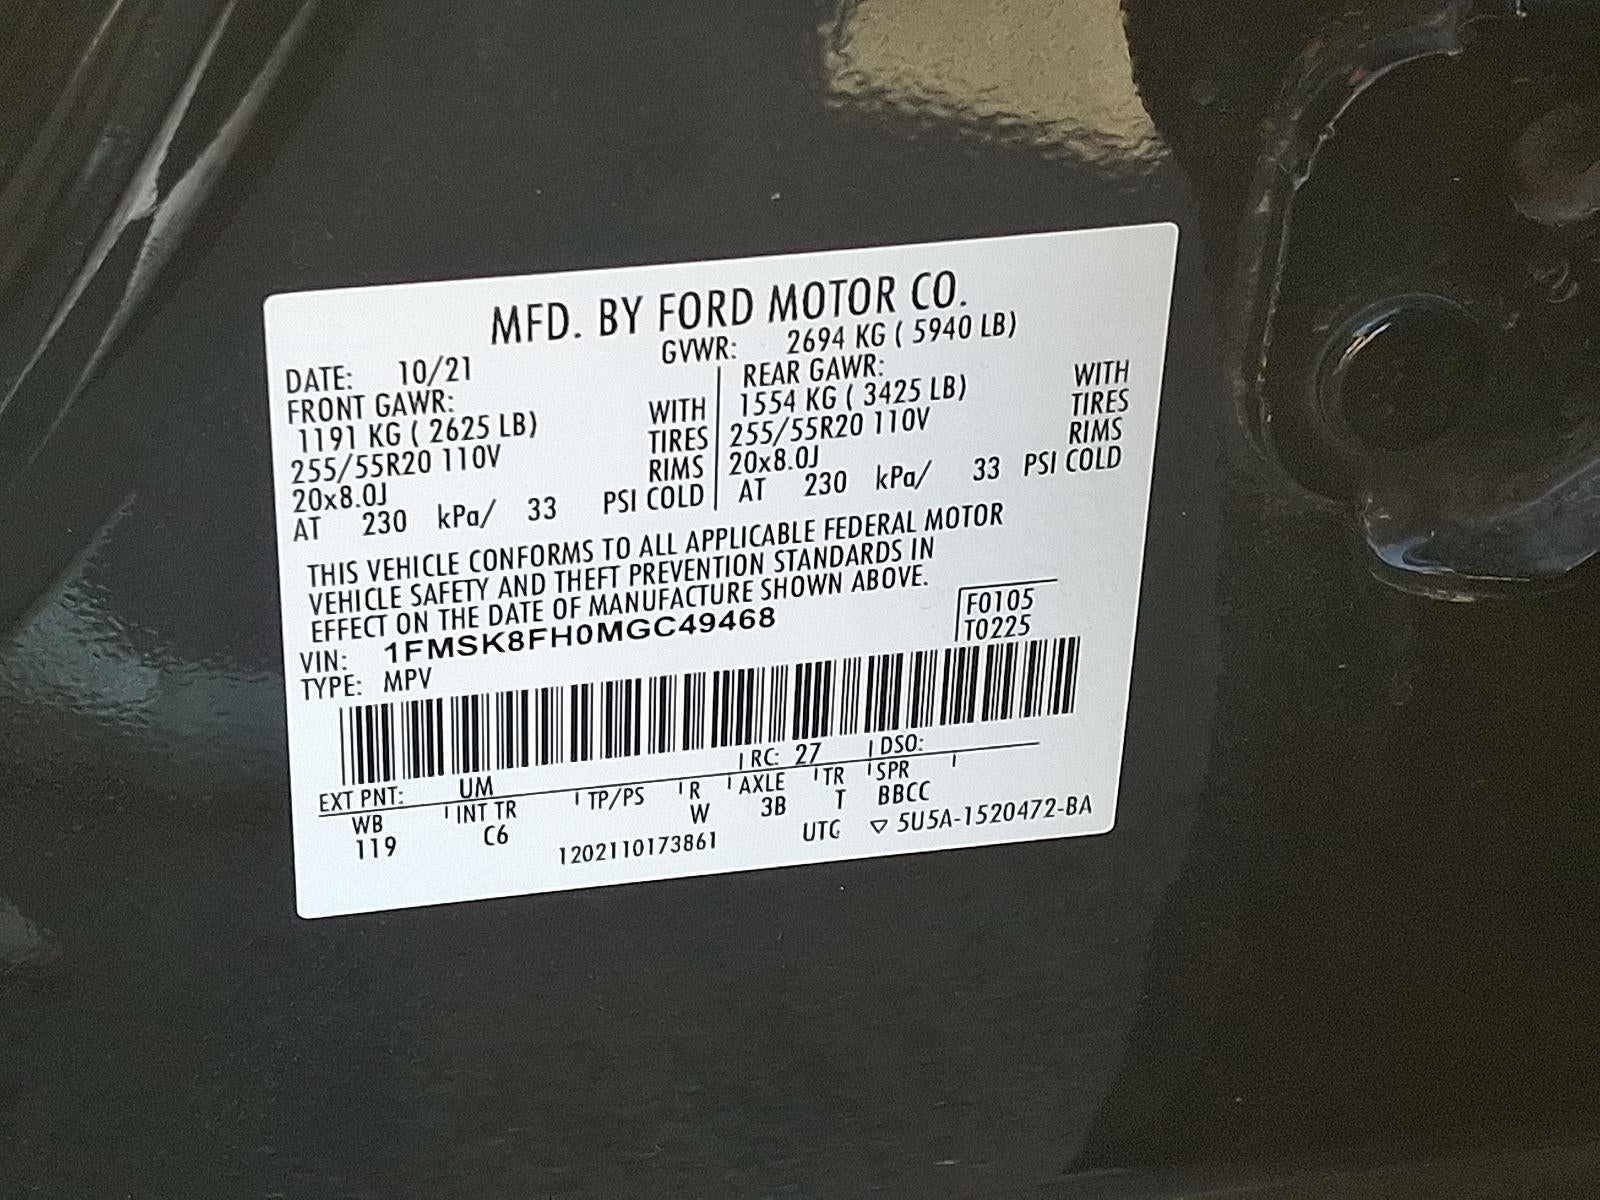 MFD. BY FORD MOTOR CO.
DATE: 10/21 GVWR: 2694 KG ( 5940 LB)
FRONT GAWR: REAR GAWR:
1191 KG ( 2625 LB) WITH 1554 KG ( 3425 LB) WITH
255/55R20 110V TIRES 255/55R20 110V TIRES
20x8.0J RIMS 20x8.0J RIMS
AT 230 kPa/ 33 PSI COLD AT 230 kPa/ 33 PSI COLD
THIS VEHICLE CONFORMS TO ALL APPLICABLE FEDERAL MOTOR
VEHICLE SAFETY AND THEFT PREVENTION STANDARDS IN
EFFECT ON THE DATE OF MANUFACTURE SHOWN ABOVE.
VIN: 1FMSK8FH0MGC49468 F0105
TYPE: MPV T0225
EXT PNT: UM RC: 27 DSO:
WB INT TR TP/PS R AXLE TR SPR
119 C6 W 3B T BBCC
1202110173861 UTC ▽ 5U5A-1520472-BA